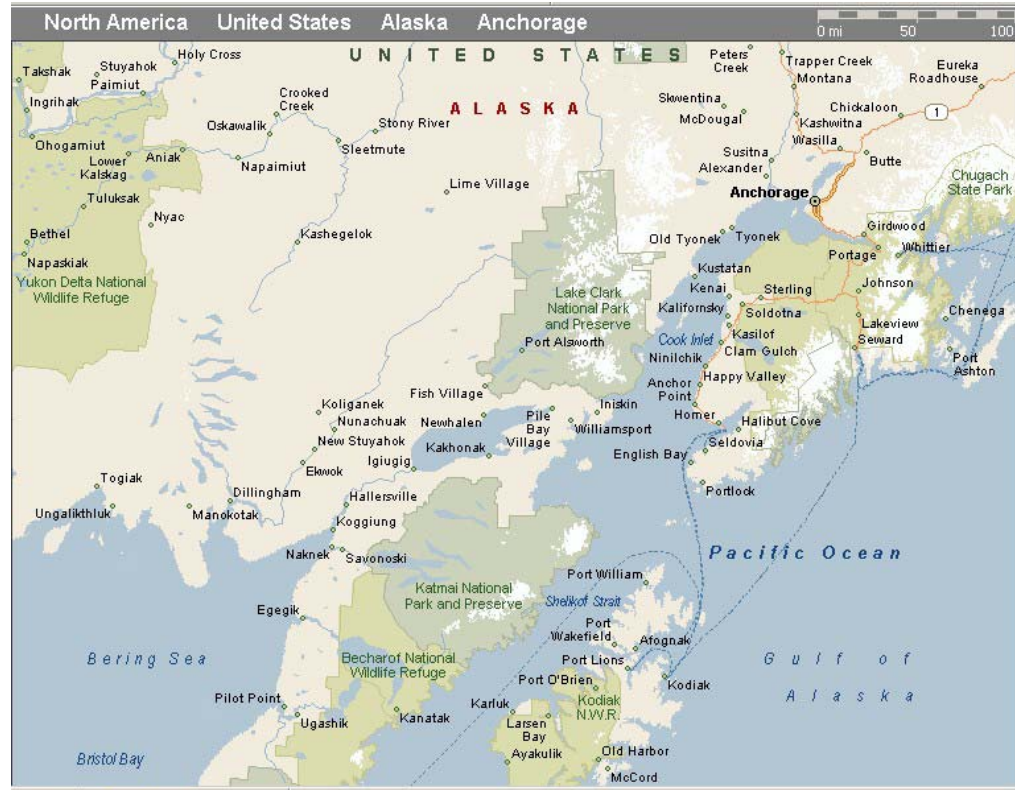 North America United States Alaska Anchorage
0 mi 50 100
UNITED STATES
ALASKA
Takshak
Stuyahok
Holy Cross
Paimiut
Ingrihak
Crooked
Creek
Oskawalik
Stony River
Sleetmute
Ohogamiut
Lower
Kalskag
Aniak
Napaimiut
Tuluksak
Nyac
Lime Village
Bethel
Kashegelok
Napaskiak
Yukon Delta National
Wildlife Refuge
Peters
Creek
Trapper Creek
Montana
Eureka
Roadhouse
Skwentina
McDougal
Chickaloon
1
Kashwitna
Wasilla
Susitna
Alexander
Butte
Anchorage
Chugach
State Park
Girdwood
Old Tyonek
Tyonek
Portage
Whittier
Kustatan
Kenai
Sterling
Johnson
Lake Clark
National Park
and Preserve
Kalifornsky
Soldotna
Chenega
Kasilof
Lakeview
Cook Inlet
Clam Gulch
Seward
Port Alsworth
Ninilchik
Port
Ashton
Happy Valley
Anchor
Point
Fish Village
Homer
Halibut Cove
Koliganek
Nunachuak
Newhalen
Pile
Bay
Village
Iniskin
Williamsport
New Stuyahok
Kakhonak
Seldovia
Igiugig
English Bay
Ekwok
Portlock
Togiak
Dillingham
Hallersville
Ungalikthluk
Manokotak
Koggiung
Naknek
Savonoski
Pacific Ocean
Port William
Katmai National
Park and Preserve
Shelikof Strait
Egegik
Port
Wakefield
Afognak
Bering Sea
Becharof National
Wildlife Refuge
Port Lions
Gulf of
Alaska
Port O'Brien
Kodiak
Pilot Point
Karluk
Kodiak
N.W.R.
Ugashik
Kanatak
Larsen
Bay
Bristol Bay
Ayakulik
Old Harbor
McCord